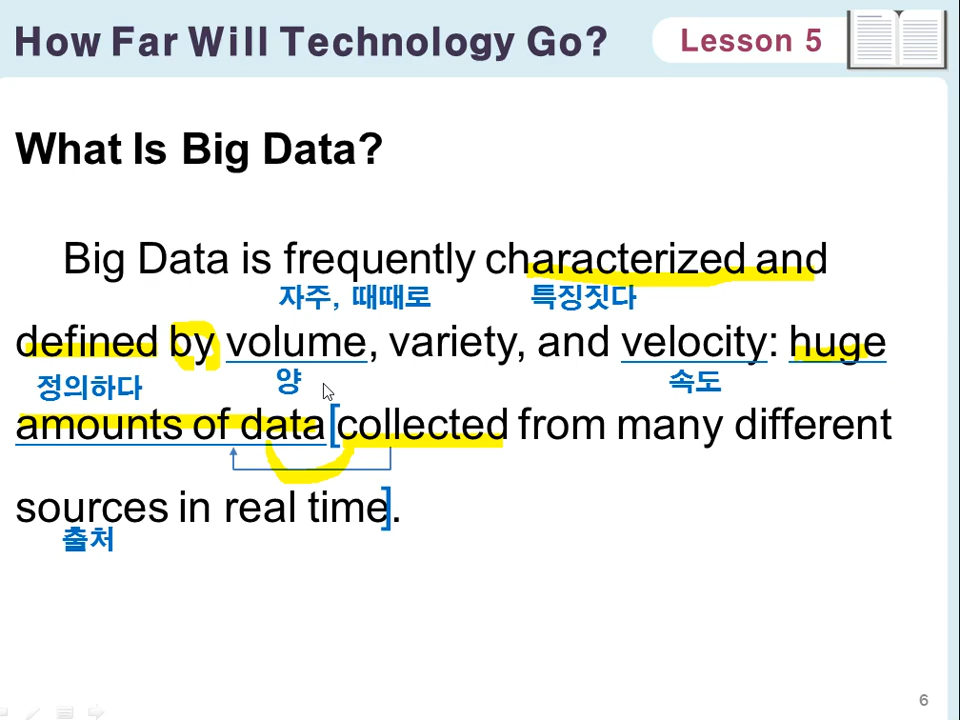 How Far Will Technology Go?
Lesson 5
What Is Big Data?
Big Data is frequently characterized and
자주, 때때로 특징짓다
defined by volume, variety, and velocity: huge
정의하다 양 속도
amounts of data [collected from many different
sources in real time].
출처
6